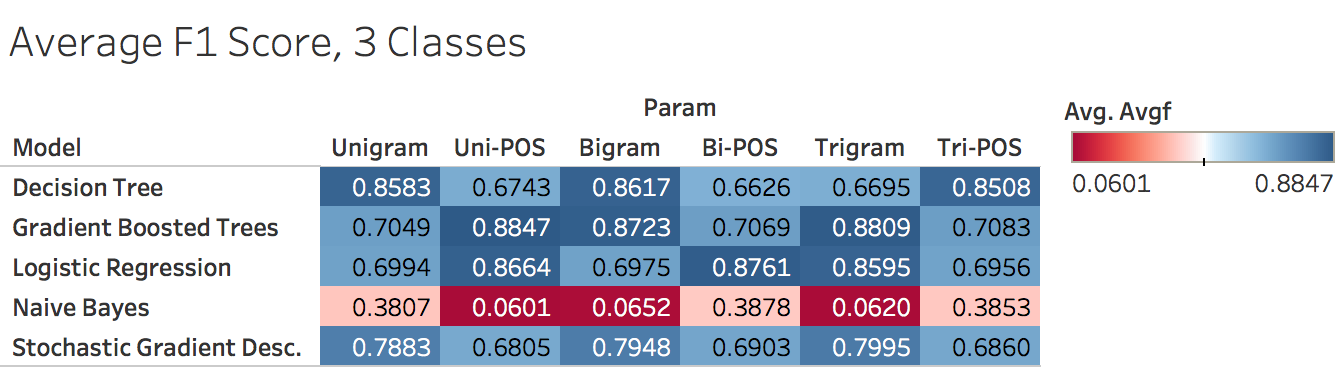 Average F1 Score, 3 Classes
Param
Avg. Avgf
Model Unigram Uni-POS Bigram Bi-POS Trigram Tri-POS
0.0601 0.8847
Decision Tree 0.8583 0.6743 0.8617 0.6626 0.6695 0.8508
Gradient Boosted Trees 0.7049 0.8847 0.8723 0.7069 0.8809 0.7083
Logistic Regression 0.6994 0.8664 0.6975 0.8761 0.8595 0.6956
Naive Bayes 0.3807 0.0601 0.0652 0.3878 0.0620 0.3853
Stochastic Gradient Desc. 0.7883 0.6805 0.7948 0.6903 0.7995 0.6860